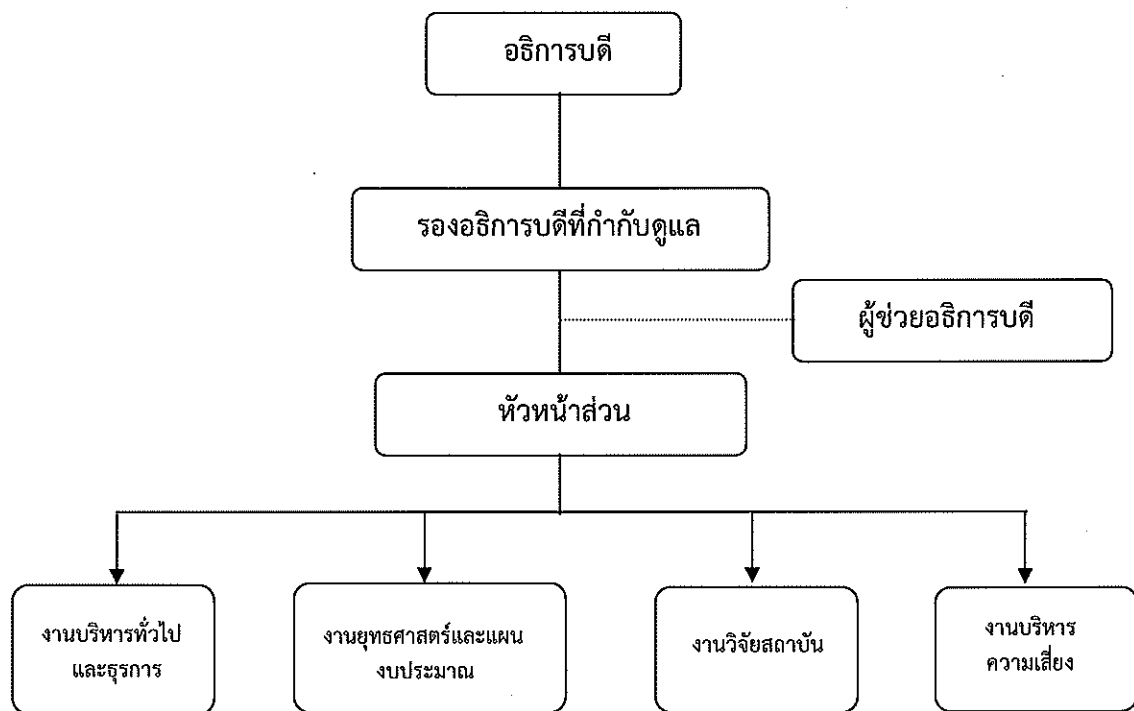 อธิการบดี
รองอธิการบดีที่กำกับดูแล
ผู้ช่วยอธิการบดี
หัวหน้าส่วน
งานบริหารทั่วไป
และธุรการ
งานยุทธศาสตร์และแผน
งบประมาณ
งานวิจัยสถาบัน
งานบริหาร
ความเสี่ยง